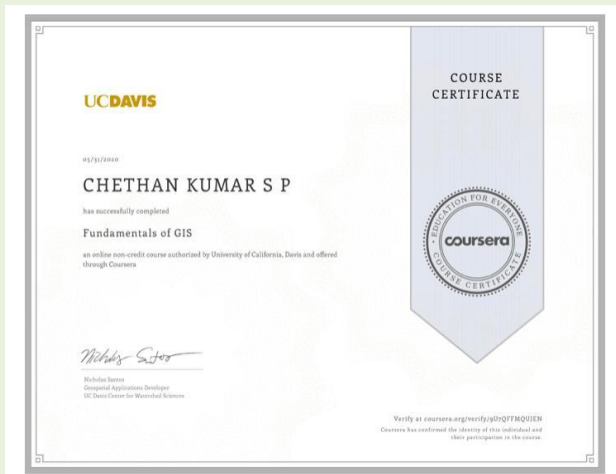 COURSE
CERTIFICATE
UCDAVIS
05/31/2020
CHETHAN KUMAR S P
has successfully completed
Fundamentals of GIS
an online non-credit course authorized by University of California, Davis and offered
through Coursera
EDUCATION FOR EVERYONE
coursera
COURSE CERTIFICATE
Nicholas Santos
Geospatial Applications Developer
UC Davis Center for Watershed Sciences
Verify at coursera.org/verify/9U7QFFMQUJEN
Coursera has confirmed the identity of this individual and
their participation in the course.